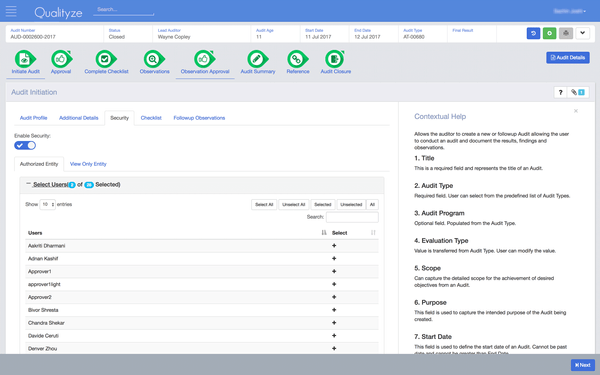 Qualityze
Search...
Audit Number
AUD-0002800-2017
Status
Closed
Lead Auditor
Wayne Copley
Audit Age
11
Start Date
11 Jul 2017
End Date
12 Jul 2017
Audit Type
AT-00680
Final Result
Initiate Audit
Approval
Complete Checklist
Observations
Observation Approval
Audit Summary
Reference
Audit Closure
Audit Details
Audit Initiation
?
Audit Profile
Additional Details
Security
Checklist
Followup Observations
Enable Security:
Authorized Entity
View Only Entity
Select Users( of Selected)
Show 10 entries
Select All
Unselect All
Selected
Unselected
All
Search:
Users
Select
Aakriti Dharmani
Adnan Kashif
Approver1
approver1light
Approver2
Bivor Shresta
Chandra Shekar
Davide Ceruti
Denver Zhou
Contextual Help
×
Allows the auditor to create a new or followup Audit allowing the user
to conduct an audit and document the results, findings and
observations.
1. Title
This is a required field and represents the title of an Audit.
2. Audit Type
Required field. User can select from the predefined list of Audit Types.
3. Audit Program
Optional field. Populated from the Audit Type.
4. Evaluation Type
Value is transferred from Audit Type. User can modify the value.
5. Scope
Can capture the detailed scope for the achievement of desired
objectives from an Audit.
6. Purpose
This field is used to capture the intended purpose of the Audit being
created.
7. Start Date
This field is used to define the start date of an Audit. Cannot be past
date and cannot be greater than End Date.
Next